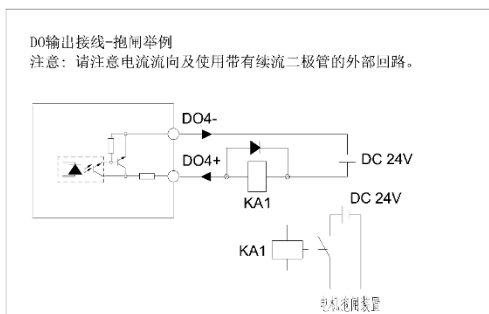 DO输出接线-抱闸举例
注意：请注意电流流向及使用带有续流二极管的外部回路。
DO4-
DO4+
DC 24V
KA1
DC 24V
KA1
电机抱闸装置